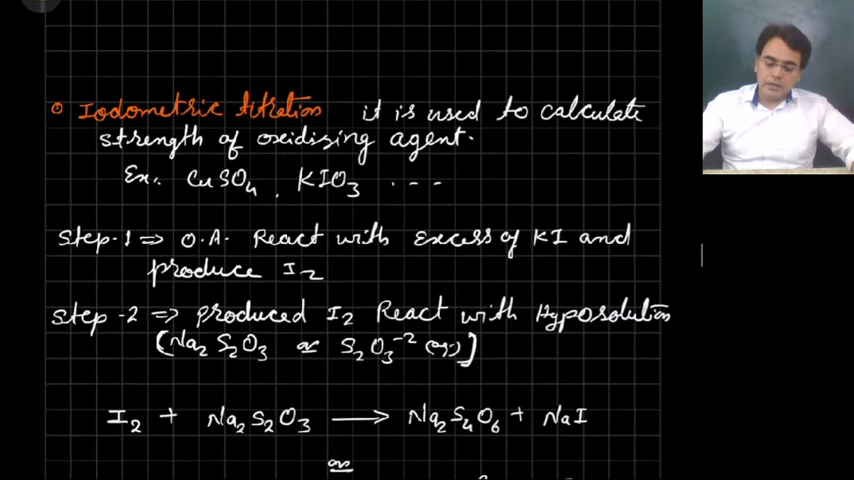 Iodometric titration it is used to calculate
strength of oxidising agent.
Ex:. CuSO4, KIO3 . - - -
Step-1 ⇒ O.A. React with Excess of KI and
produce I2
Step -2 ⇒ produced I2 React with Hyposolution
(Na2S2O3 or S2O3^-2 (aq)]
I2 + Na2S2O3 → Na2S4O6 + NaI
or